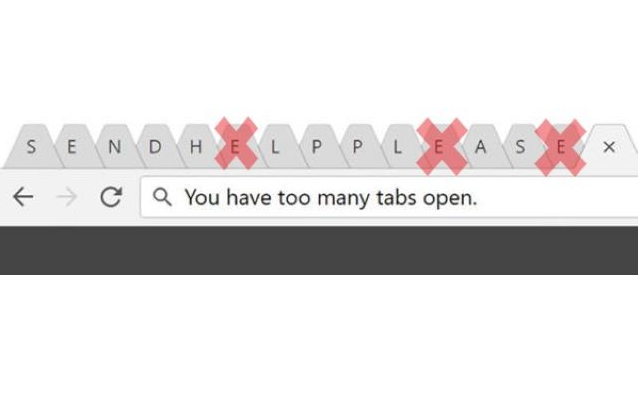 S E N D H E L P P L E A S E ×
You have too many tabs open.